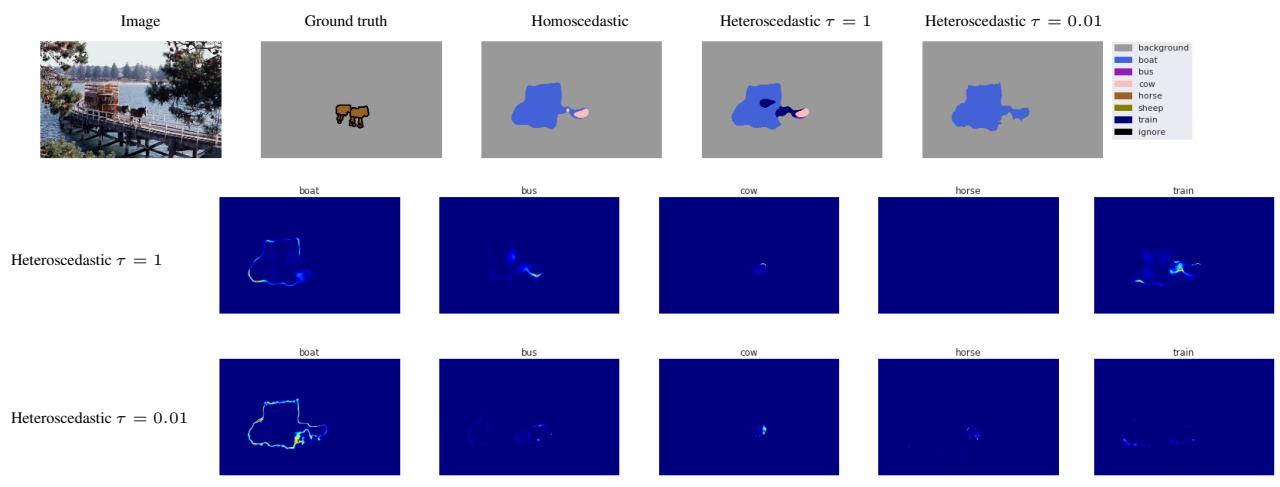 Image Ground truth Homoscedastic Heteroscedastic τ = 1 Heteroscedastic τ = 0.01
background
boat
bus
cow
horse
sheep
train
ignore
boat bus cow horse train
Heteroscedastic τ = 1
boat bus cow horse train
Heteroscedastic τ = 0.01